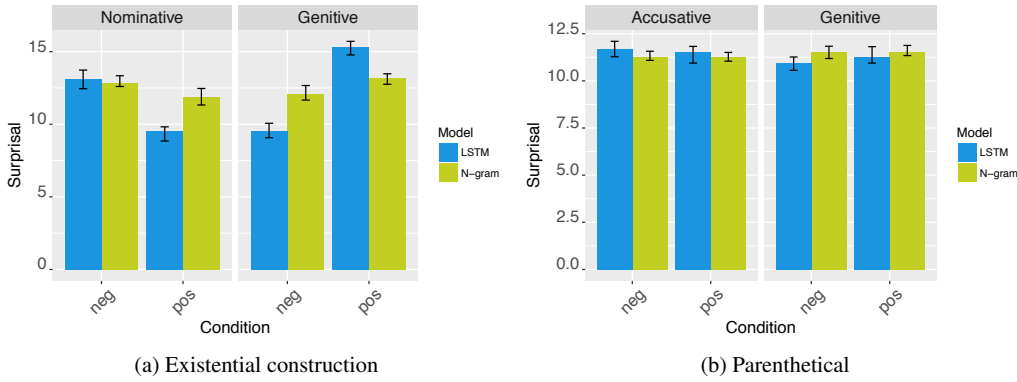 Nominative
Genitive
15
10
5
0
Surprisal
neg
pos
neg
pos
Condition
Model
LSTM
N-gram
(a) Existential construction
Accusative
Genitive
12.5
10.0
7.5
5.0
2.5
0.0
Surprisal
neg
pos
neg
pos
Condition
Model
LSTM
N-gram
(b) Parenthetical